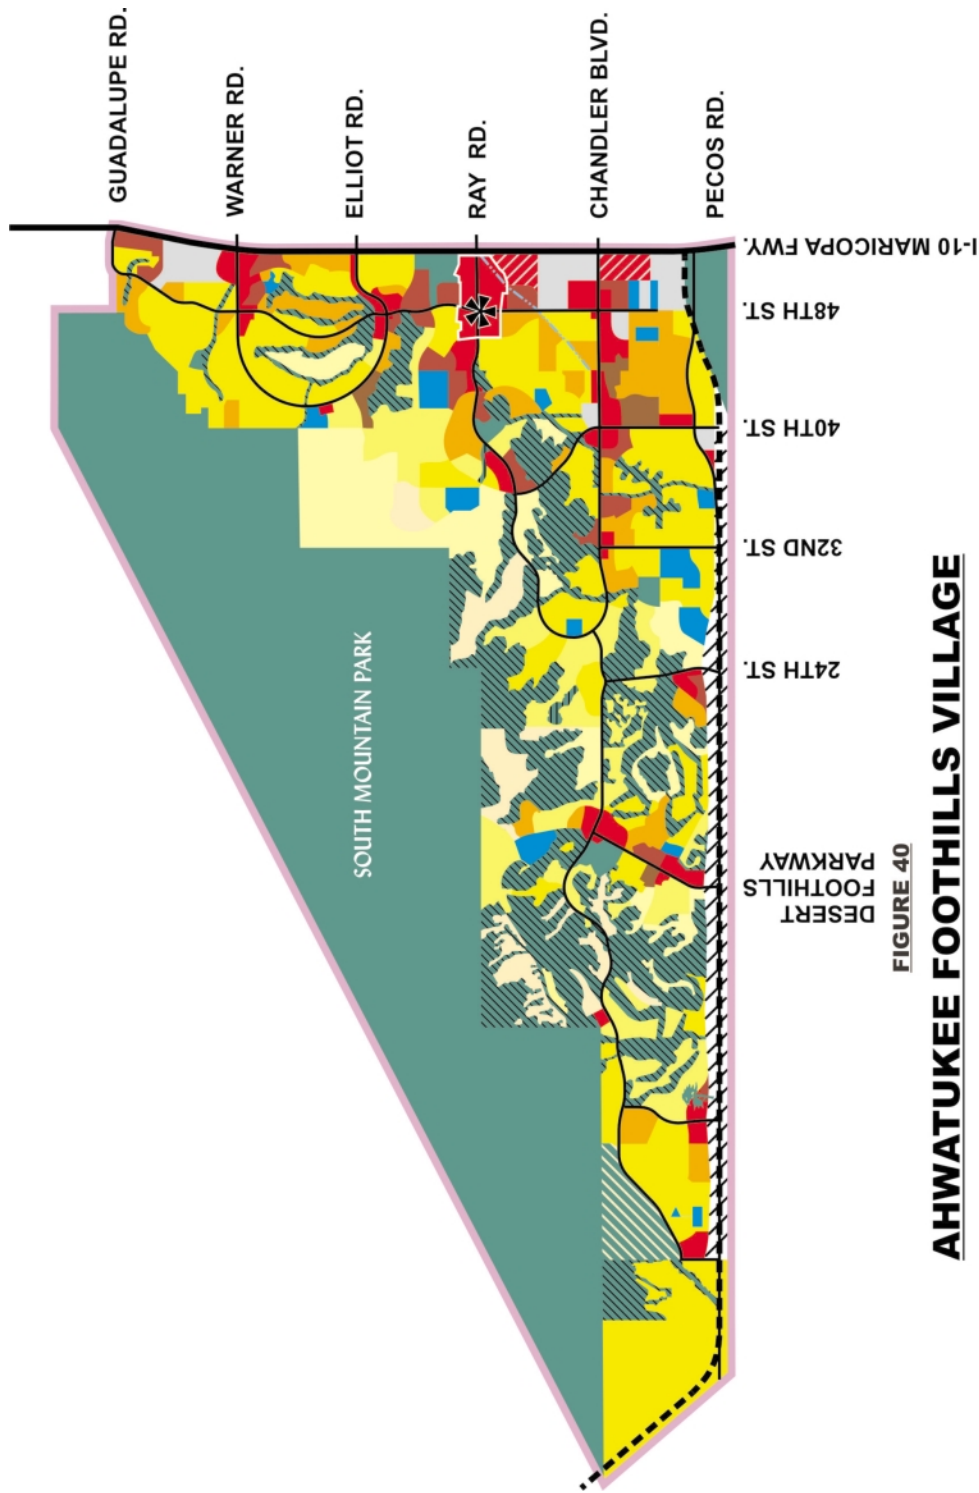 GUADALUPE RD.
WARNER RD.
ELLIOT RD.
RAY RD.
CHANDLER BLVD.
PECOS RD.
I-10 MARICOPA FWY.
48TH ST.
40TH ST.
32ND ST.
24TH ST.
SOUTH MOUNTAIN PARK
DESERT
FOOTHILLS
PARKWAY
FIGURE 40
AHWATUKEE FOOTHILLS VILLAGE